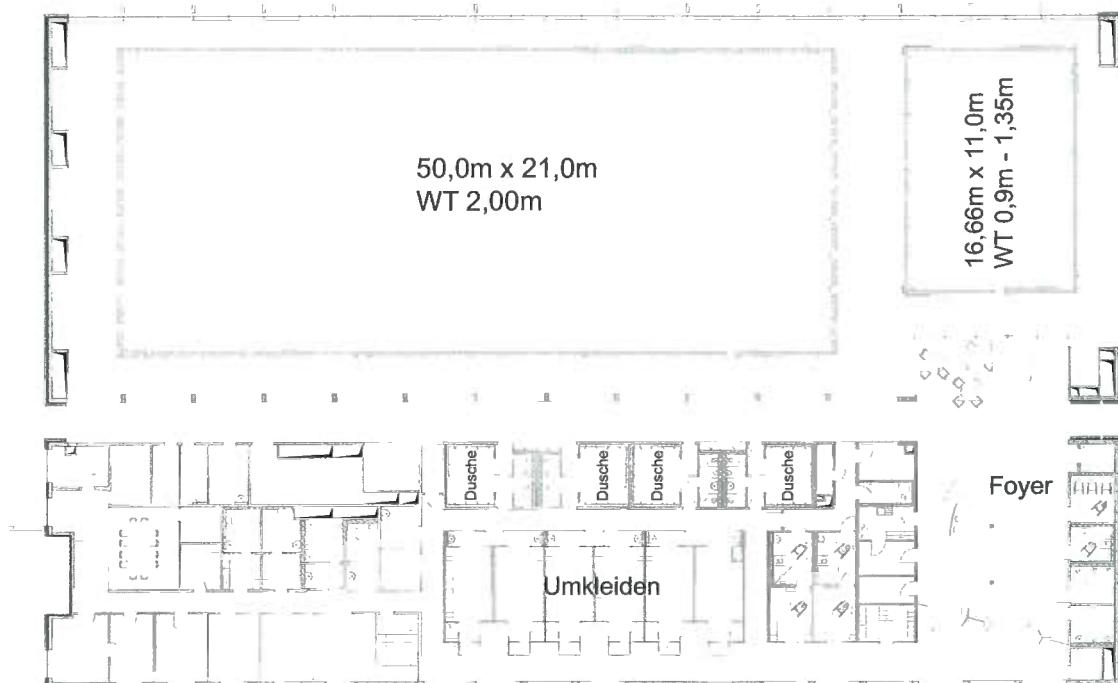 50,0m x 21,0m
WT 2,00m
16,66m x 11,0m
WT 0,9m - 1,35m
Dusche
Dusche
Dusche
Dusche
Foyer
Umkleiden